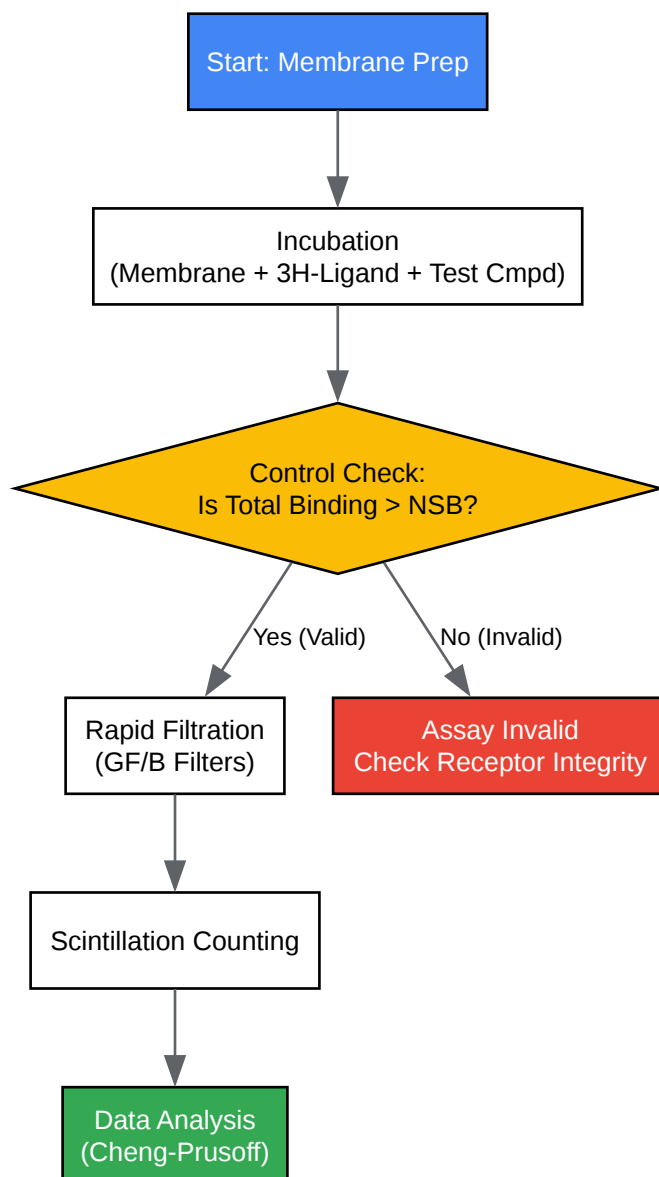 Start: Membrane Prep
Incubation
(Membrane + 3H-Ligand + Test Cmpd)
Control Check:
Is Total Binding > NSB?
Yes (Valid)
No (Invalid)
Rapid Filtration
(GF/B Filters)
Assay Invalid
Check Receptor Integrity
Scintillation Counting
Data Analysis
(Cheng-Prusoff)